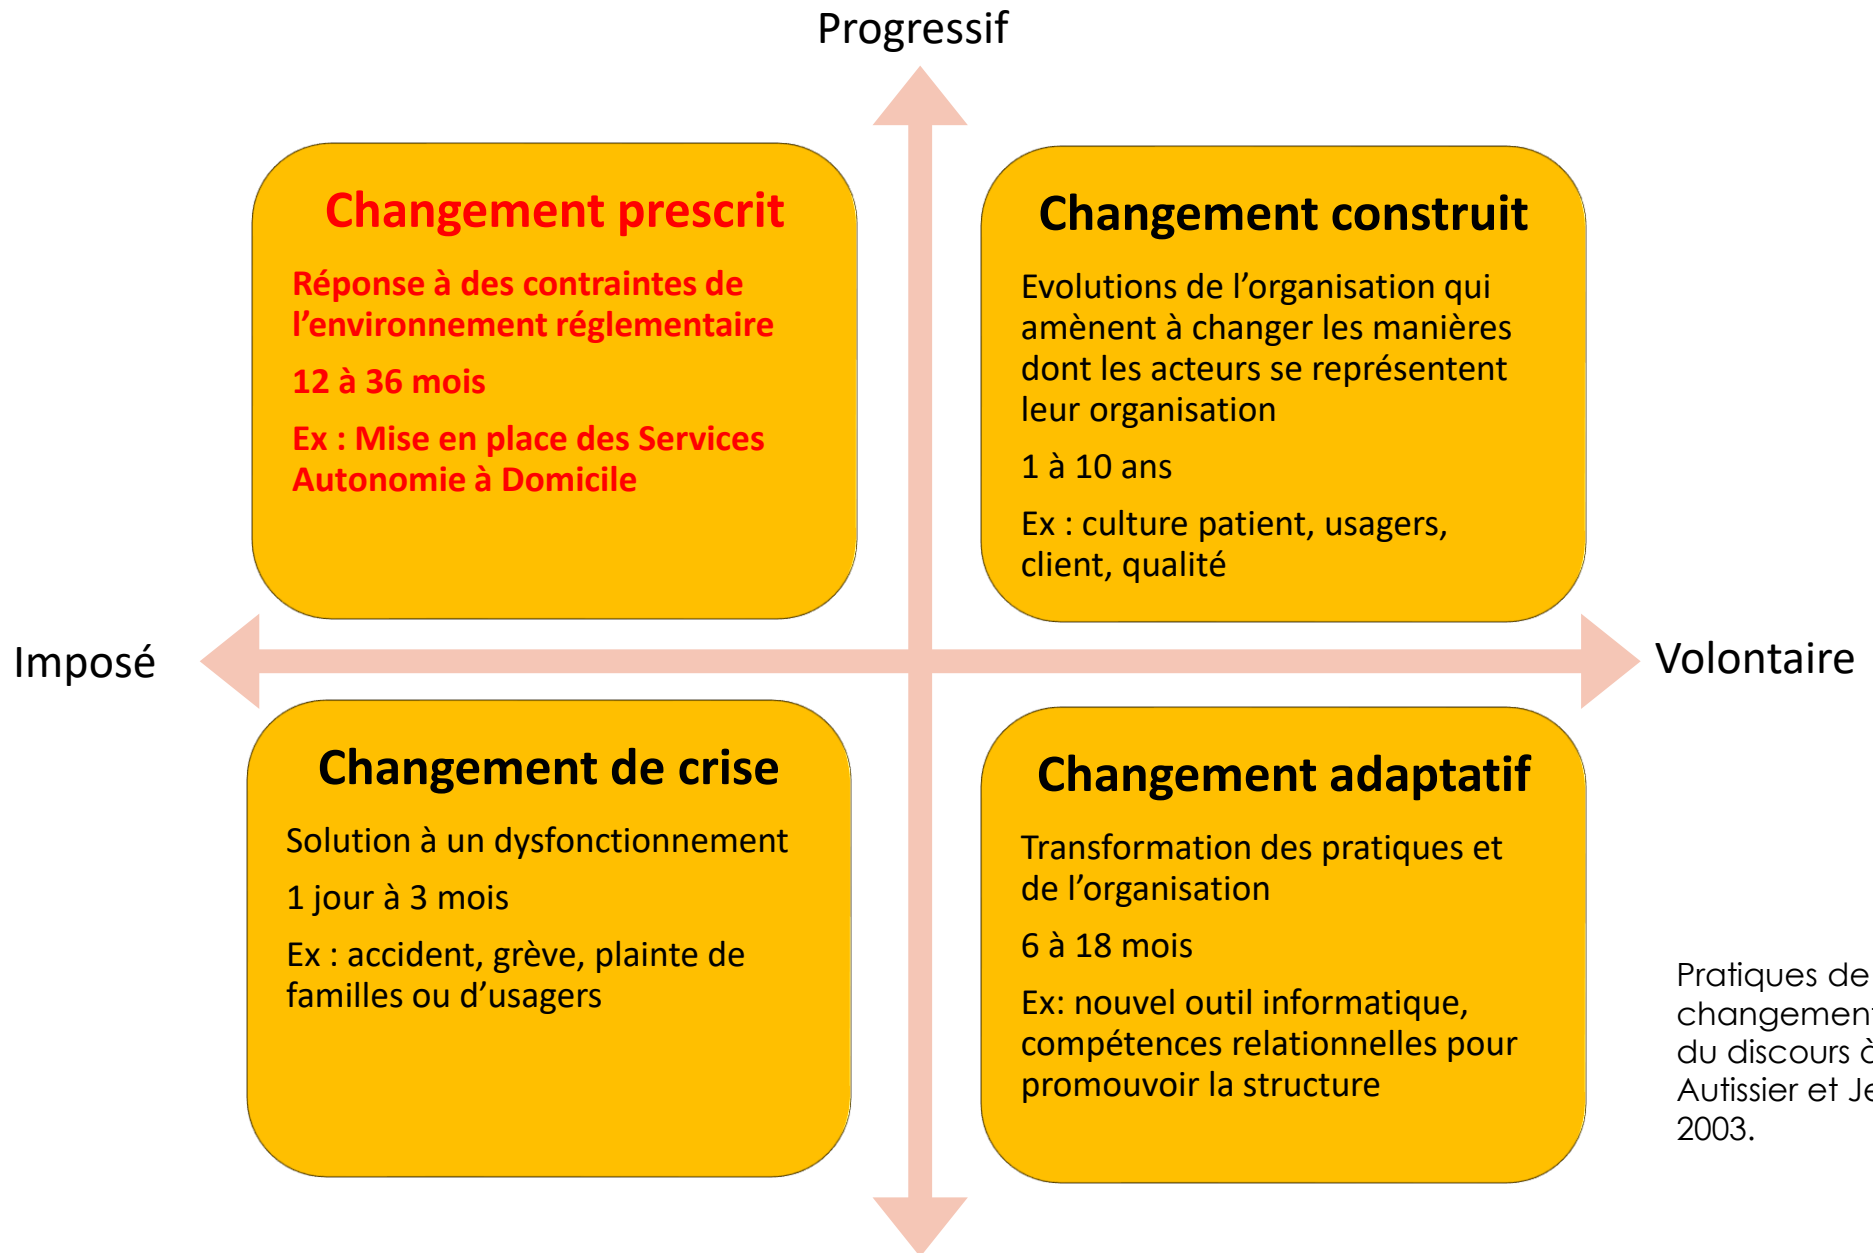 Progressif
Changement prescrit
Réponse à des contraintes de
l’environnement réglementaire
12 à 36 mois
Ex : Mise en place des Services
Autonomie à Domicile
Changement construit
Evolutions de l’organisation qui
amènent à changer les manières
dont les acteurs se représentent
leur organisation
1 à 10 ans
Ex : culture patient, usagers,
client, qualité
Imposé
Volontaire
Changement de crise
Solution à un dysfonctionnement
1 jour à 3 mois
Ex : accident, grève, plainte de
familles ou d’usagers
Changement adaptatif
Transformation des pratiques et
de l’organisation
6 à 18 mois
Ex: nouvel outil informatique,
compétences relationnelles pour
promouvoir la structure
Pratiques de
changement
du discours à
Autissier et
2003.